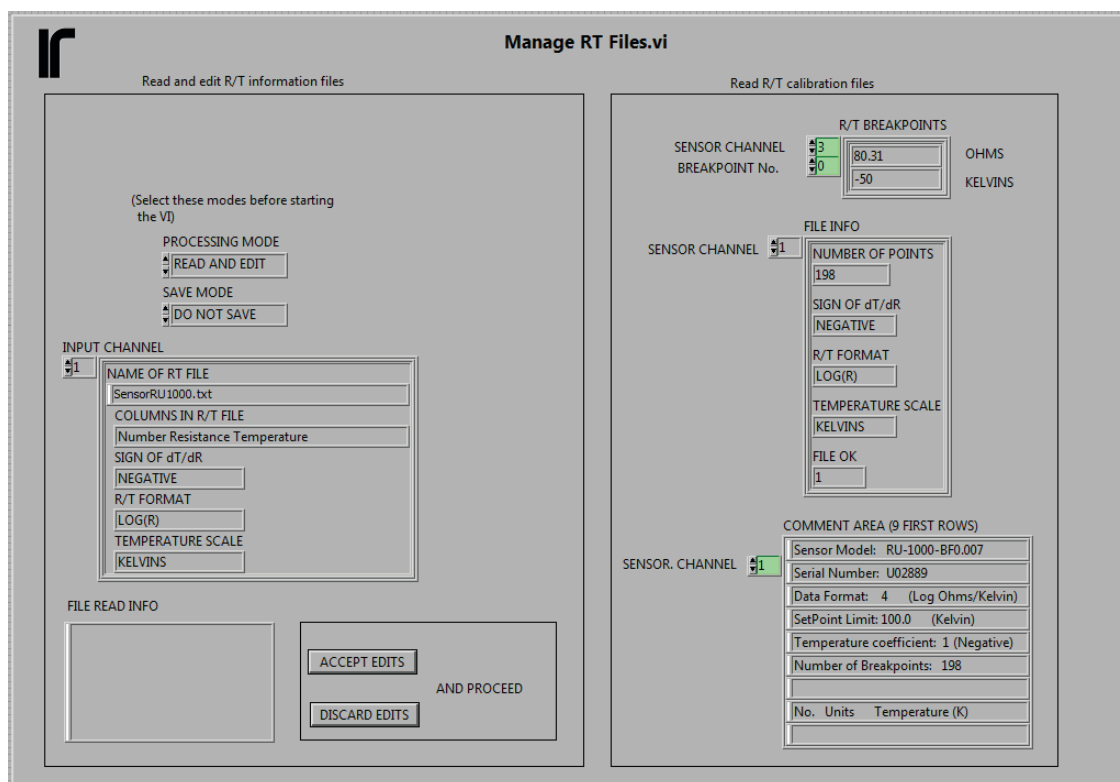 Manage RT Files.vi
Read and edit R/T information files
(Select these modes before starting
the VI)
PROCESSING MODE
READ AND EDIT
SAVE MODE
DO NOT SAVE
INPUT CHANNEL
1
NAME OF RT FILE
SensorRU1000.txt
COLUMNS IN R/T FILE
Number Resistance Temperature
SIGN OF dT/dR
NEGATIVE
R/T FORMAT
LOG(R)
TEMPERATURE SCALE
KELVINS
FILE READ INFO
ACCEPT EDITS
AND PROCEED
DISCARD EDITS
Read R/T calibration files
R/T BREAKPOINTS
SENSOR CHANNEL 3 80.31 OHMS
BREAKPOINT No. 0 -50 KELVINS
FILE INFO
SENSOR CHANNEL 1
NUMBER OF POINTS
198
SIGN OF dT/dR
NEGATIVE
R/T FORMAT
LOG(R)
TEMPERATURE SCALE
KELVINS
FILE OK
1
COMMENT AREA (9 FIRST ROWS)
SENSOR. CHANNEL 1
Sensor Model: RU-1000-BF0.007
Serial Number: U02889
Data Format: 4 (Log Ohms/Kelvin)
SetPoint Limit: 100.0 (Kelvin)
Temperature coefficient: 1 (Negative)
Number of Breakpoints: 198
No. Units Temperature (K)